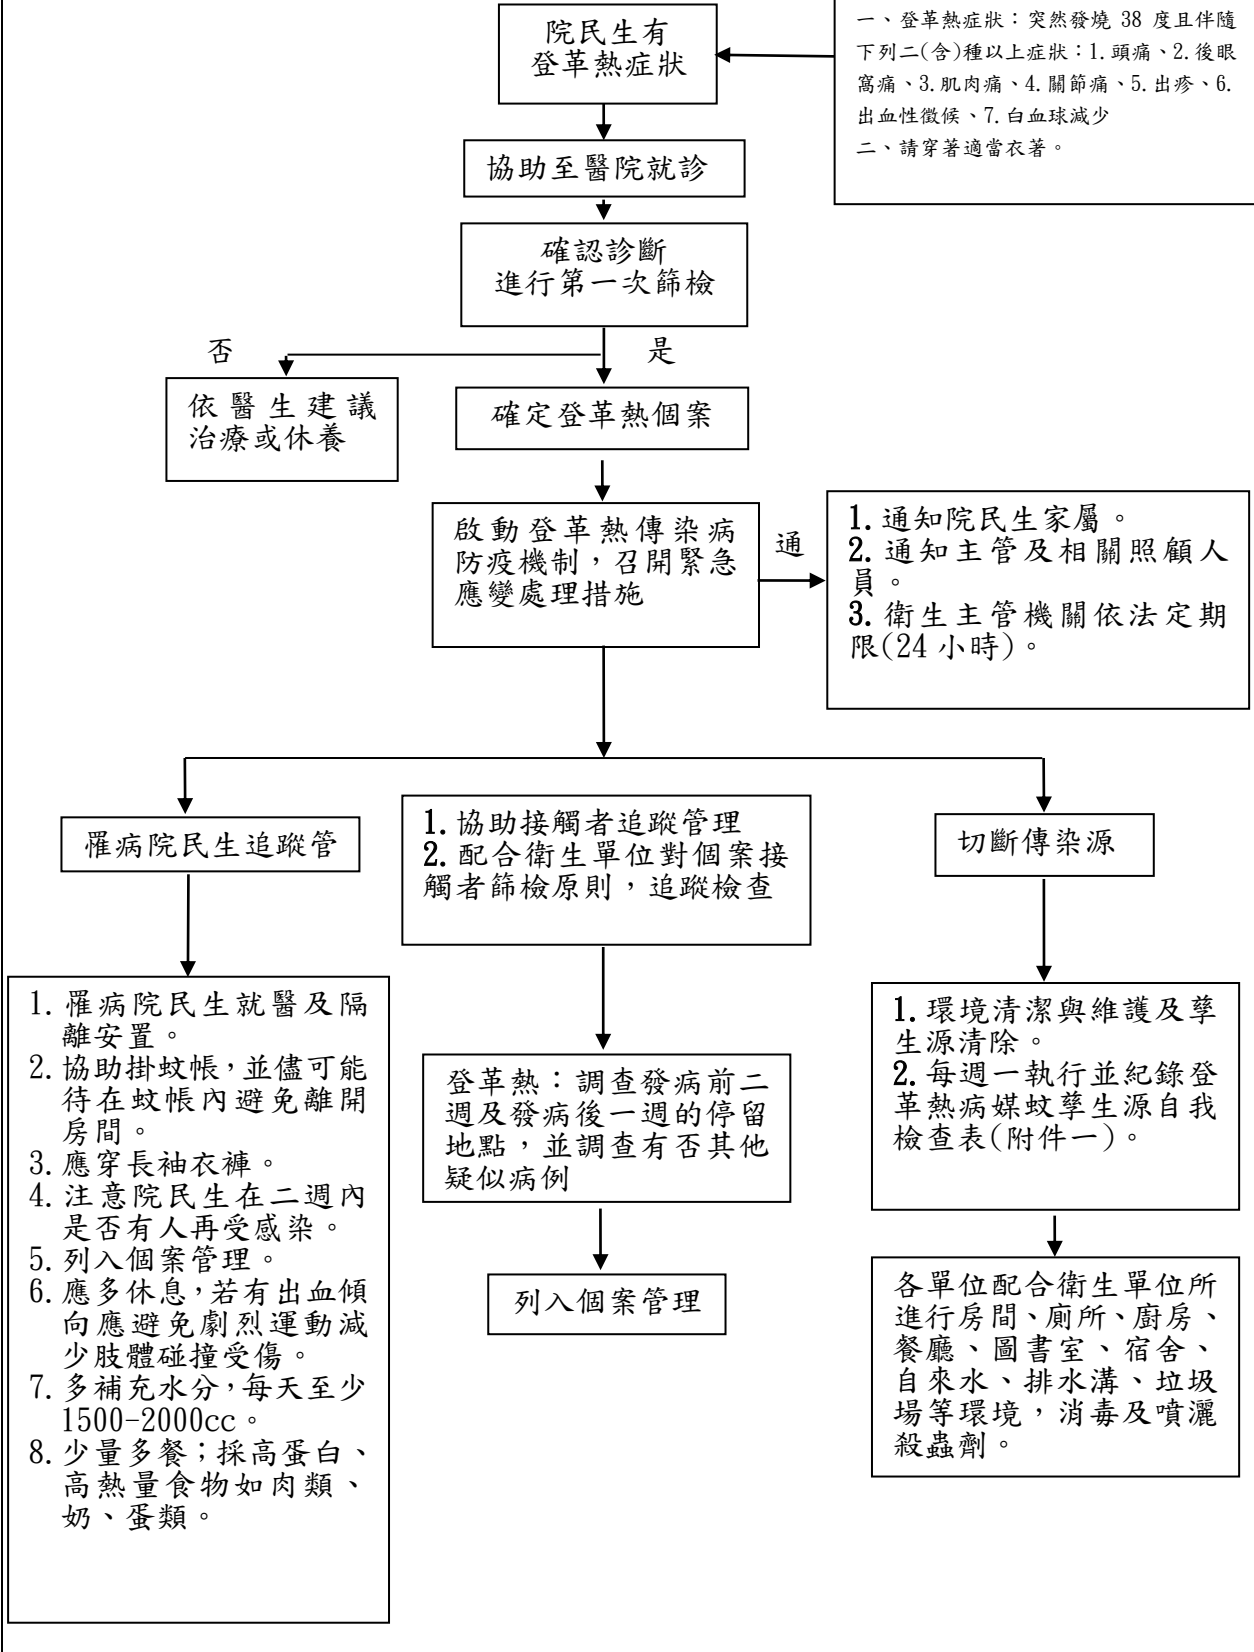 院民生有
登革熱症狀
一、登革熱症狀：突然發燒 38 度且伴隨
下列二(含)種以上症狀：1.頭痛、2.後眼
窩痛、3.肌肉痛、4.關節痛、5.出疹、6.
出血性徵候、7.白血球減少
二、請穿著適當衣著。
協助至醫院就診
確認診斷
進行第一次篩檢
否
是
依醫生建議
治療或休養
確定登革熱個案
啟動登革熱傳染病
防疫機制，召開緊急
應變處理措施
通
1.通知院民生家屬。
2.通知主管及相關照顧人
員。
3.衛生主管機關依法定期
限(24 小時)。
罹病院民生追蹤管
1.協助接觸者追蹤管理
2.配合衛生單位對個案接
觸者篩檢原則，追蹤檢查
切斷傳染源
1.罹病院民生就醫及隔
離安置。
2.協助掛蚊帳，並儘可能
待在蚊帳內避免離開
房間。
3.應穿長袖衣褲。
4.注意院民生在二週內
是否有人再受感染。
5.列入個案管理。
6.應多休息，若有出血傾
向應避免劇烈運動減
少肢體碰撞受傷。
7.多補充水分，每天至少
1500-2000cc。
8.少量多餐；採高蛋白、
高熱量食物如肉類、
奶、蛋類。
登革熱：調查發病前二
週及發病後一週的停留
地點，並調查有否其他
疑似病例
列入個案管理
1.環境清潔與維護及孳
生源清除。
2.每週一執行並紀錄登
革熱病媒蚊孳生源自我
檢查表(附件一)。
各單位配合衛生單位所
進行房間、廁所、廚房、
餐廳、圖書室、宿舍、
自來水、排水溝、垃圾
場等環境，消毒及噴灑
殺蟲劑。